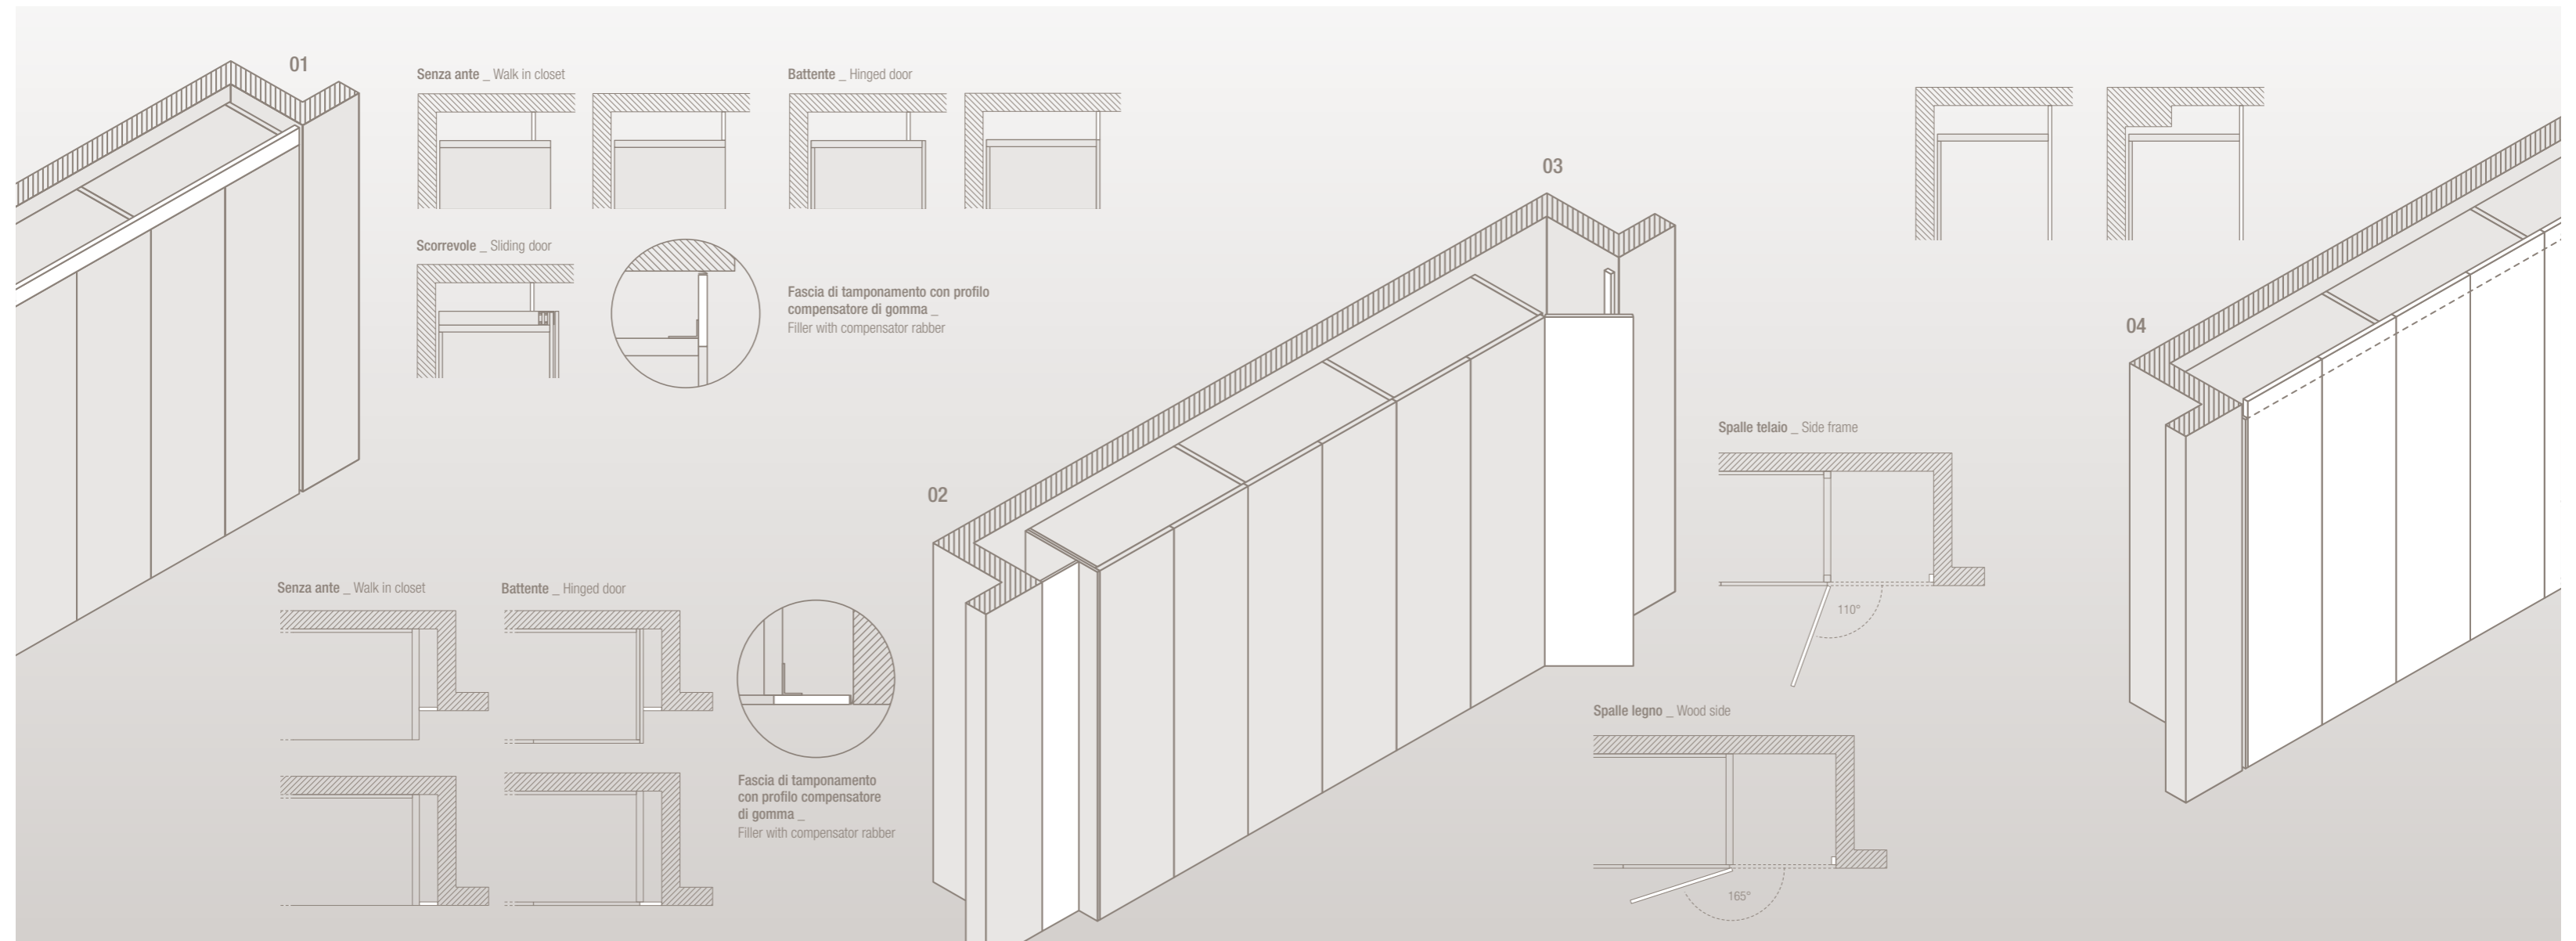 01
Senza ante _ Walk in closet
Battente _ Hinged door
Scorrevole _ Sliding door
Fascia di tamponamento con profilo
compensatore di gomma _
Filler with compensator rabber
03
04
Spalle telaio _ Side frame
110°
02
Senza ante _ Walk in closet
Battente _ Hinged door
Fascia di tamponamento
con profilo compensatore
di gomma _
Filler with compensator rabber
Spalle legno _ Wood side
165°